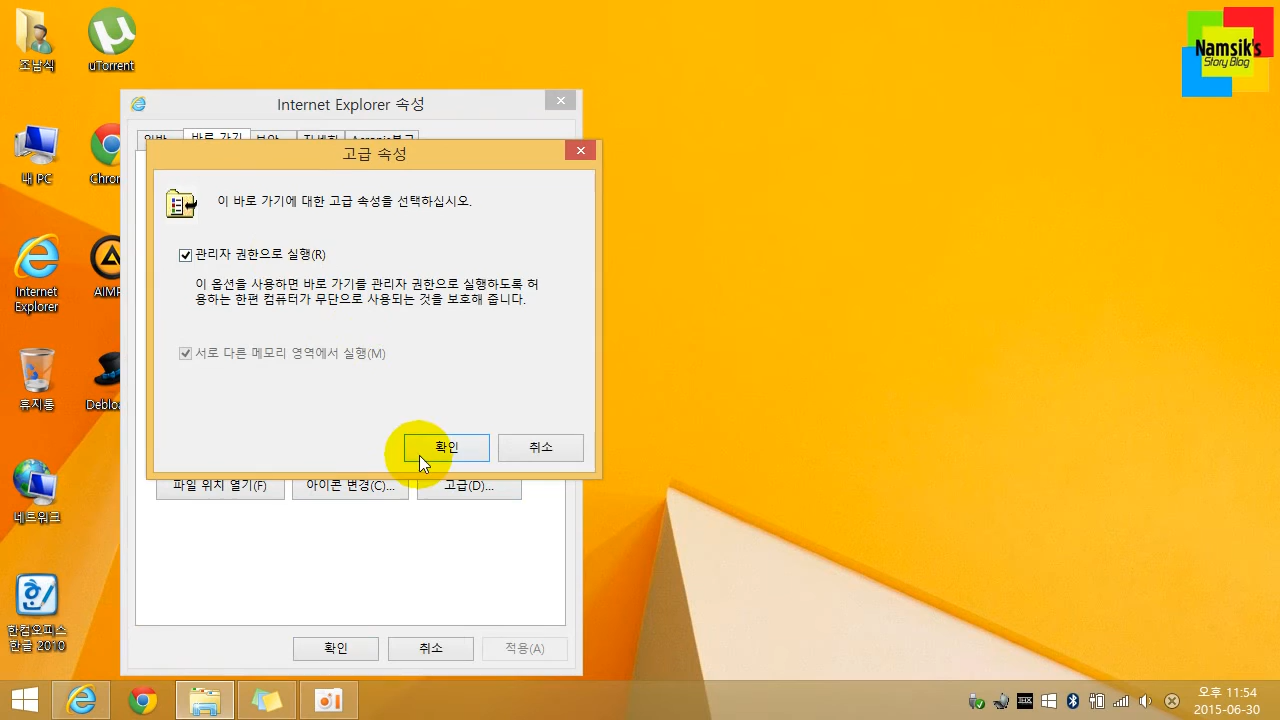 조남식
uTorrent
Namsik's
Story Blog
Internet Explorer 속성
일반
바로 가기
보안
자세히
고급 속성
이 바로 가기에 대한 고급 속성을 선택하십시오.
내 PC
Chro
관리자 권한으로 실행(R)
이 옵션을 사용하면 바로 가기를 관리자 권한으로 실행하도록 허
용하는 한편 컴퓨터가 무단으로 사용되는 것을 보호해 줍니다.
Internet
Explorer
AIMP
서로 다른 메모리 영역에서 실행(M)
휴지통
Debloa
확인
취소
파일 위치 열기(F)
아이콘 변경(C)...
고급(D)...
네트워크
한컴오피스
한글 2010
확인
취소
적용(A)
THX
오후 11:54
2015-06-30